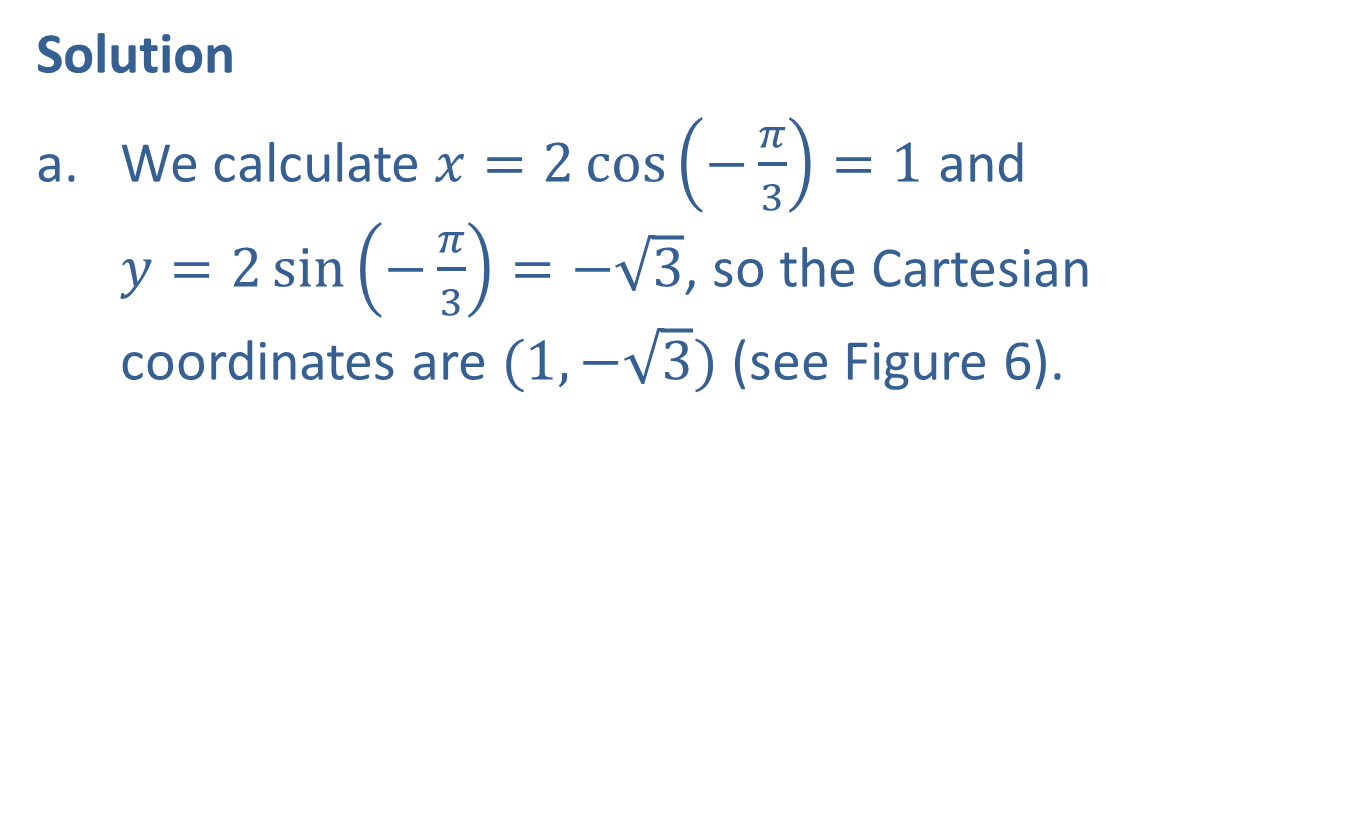 Solution
a. We calculate x = 2 cos(−π/3) = 1 and
y = 2 sin(−π/3) = −√3, so the Cartesian
coordinates are (1, −√3) (see Figure 6).